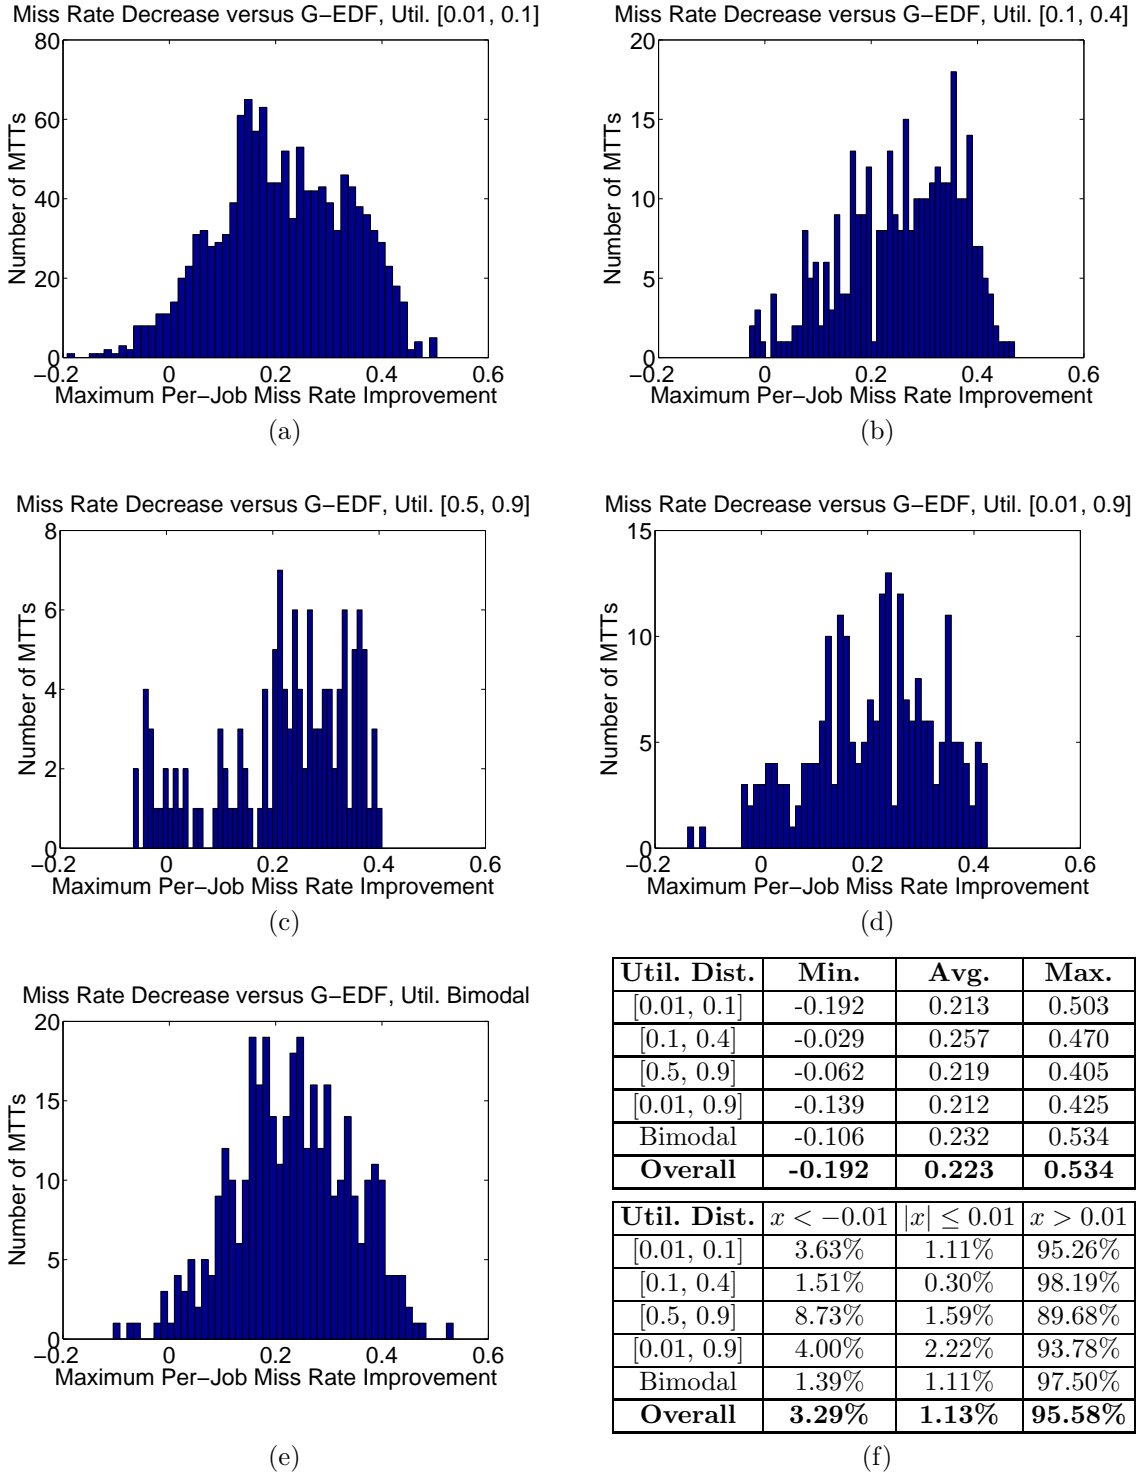 Miss Rate Decrease versus G−EDF, Util. [0.01, 0.1]
80
60
40
20
0
Number of MTTs
−0.2 0 0.2 0.4 0.6
Maximum Per−Job Miss Rate Improvement
(a)
Miss Rate Decrease versus G−EDF, Util. [0.1, 0.4]
20
15
10
5
0
Number of MTTs
−0.2 0 0.2 0.4 0.6
Maximum Per−Job Miss Rate Improvement
(b)
Miss Rate Decrease versus G−EDF, Util. [0.5, 0.9]
8
6
4
2
0
Number of MTTs
−0.2 0 0.2 0.4 0.6
Maximum Per−Job Miss Rate Improvement
(c)
Miss Rate Decrease versus G−EDF, Util. [0.01, 0.9]
15
10
5
0
Number of MTTs
−0.2 0 0.2 0.4 0.6
Maximum Per−Job Miss Rate Improvement
(d)
Miss Rate Decrease versus G−EDF, Util. Bimodal
20
15
10
5
0
Number of MTTs
−0.2 0 0.2 0.4 0.6
Maximum Per−Job Miss Rate Improvement
(e)
Util. Dist. Min. Avg. Max.
[0.01, 0.1] -0.192 0.213 0.503
[0.1, 0.4] -0.029 0.257 0.470
[0.5, 0.9] -0.062 0.219 0.405
[0.01, 0.9] -0.139 0.212 0.425
Bimodal -0.106 0.232 0.534
Overall -0.192 0.223 0.534
Util. Dist. x < −0.01 |x| ≤ 0.01 x > 0.01
[0.01, 0.1] 3.63% 1.11% 95.26%
[0.1, 0.4] 1.51% 0.30% 98.19%
[0.5, 0.9] 8.73% 1.59% 89.68%
[0.01, 0.9] 4.00% 2.22% 93.78%
Bimodal 1.39% 1.11% 97.50%
Overall 3.29% 1.13% 95.58%
(f)